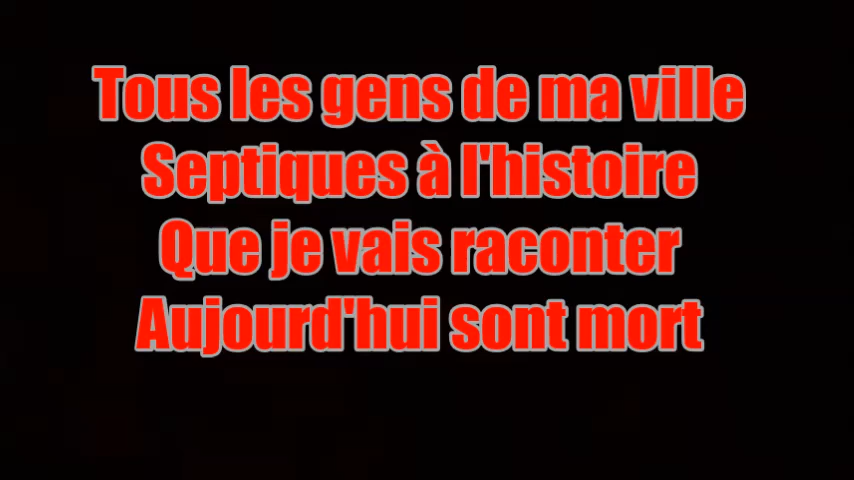 Tous les gens de ma ville
Septiques à l'histoire
Que je vais raconter
Aujourd'hui sont mort